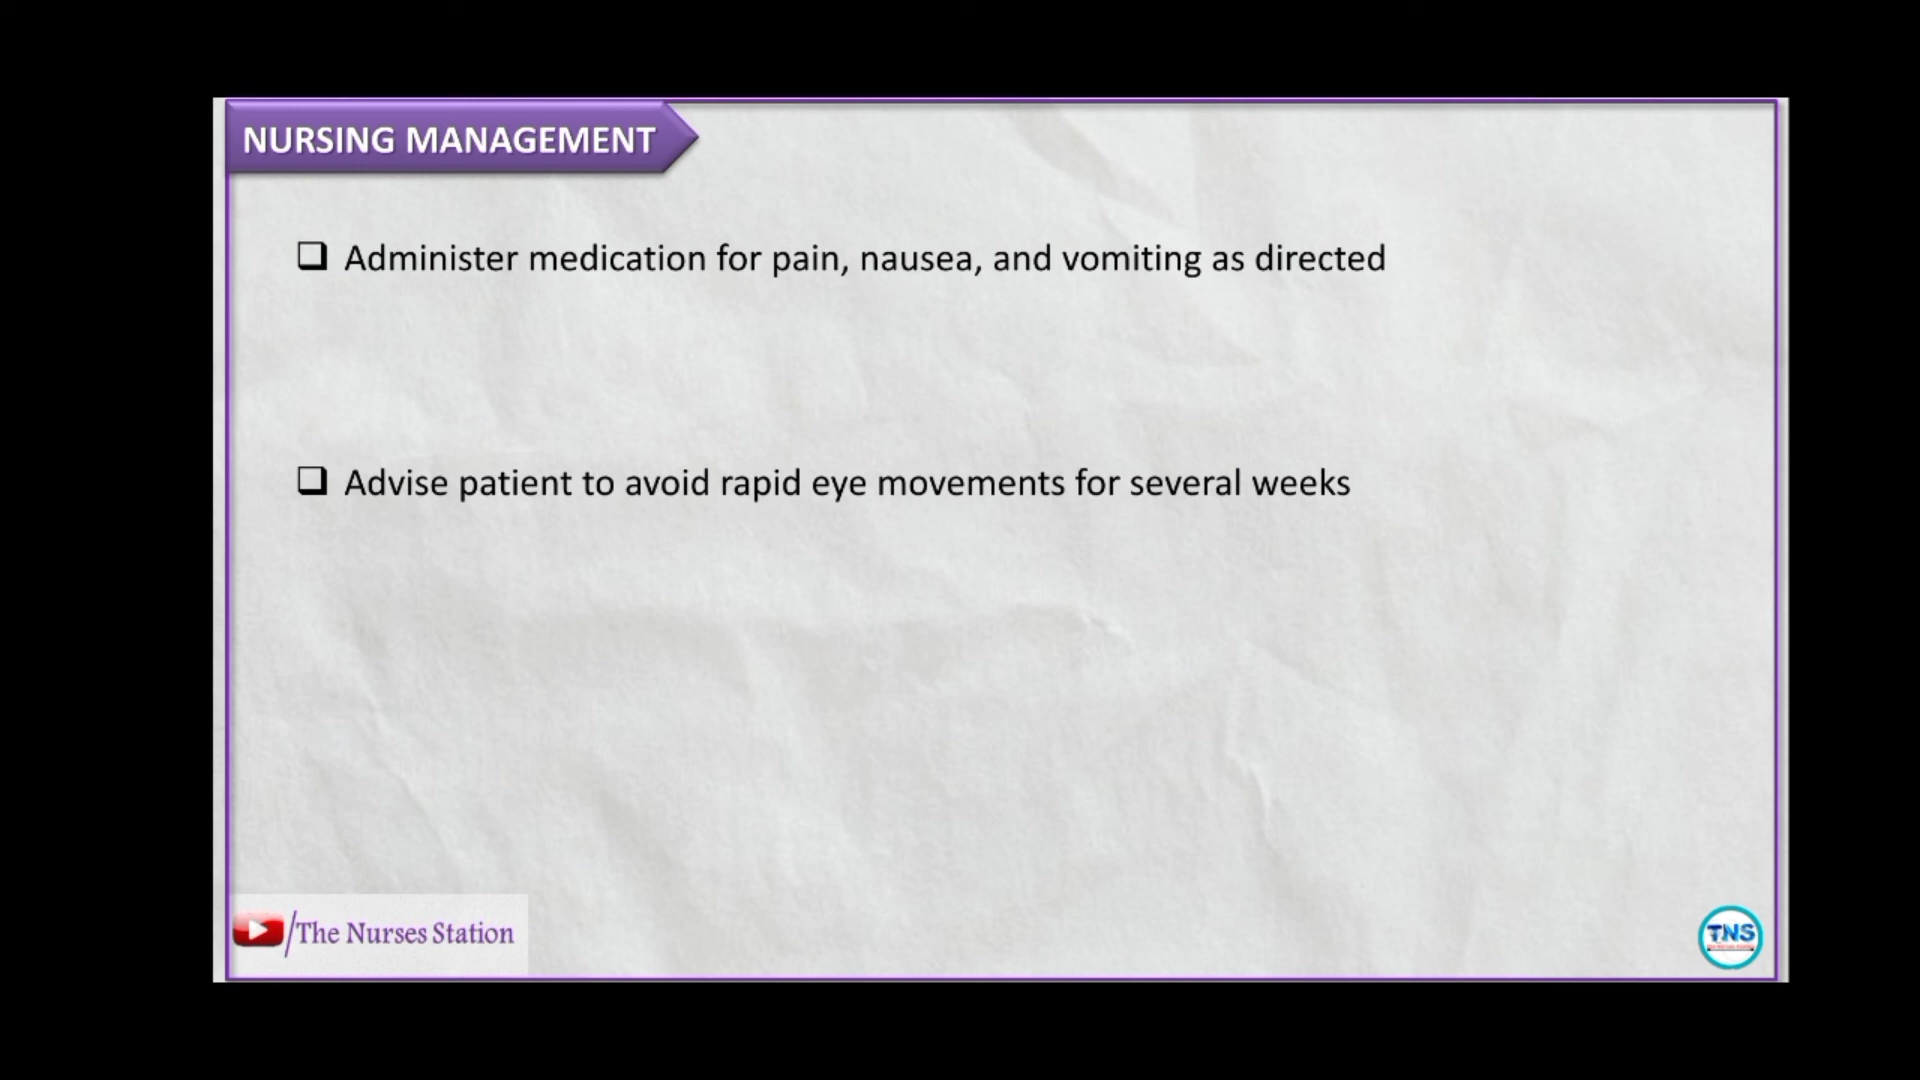 NURSING MANAGEMENT
❑ Administer medication for pain, nausea, and vomiting as directed
❑ Advise patient to avoid rapid eye movements for several weeks
/The Nurses Station
TNS